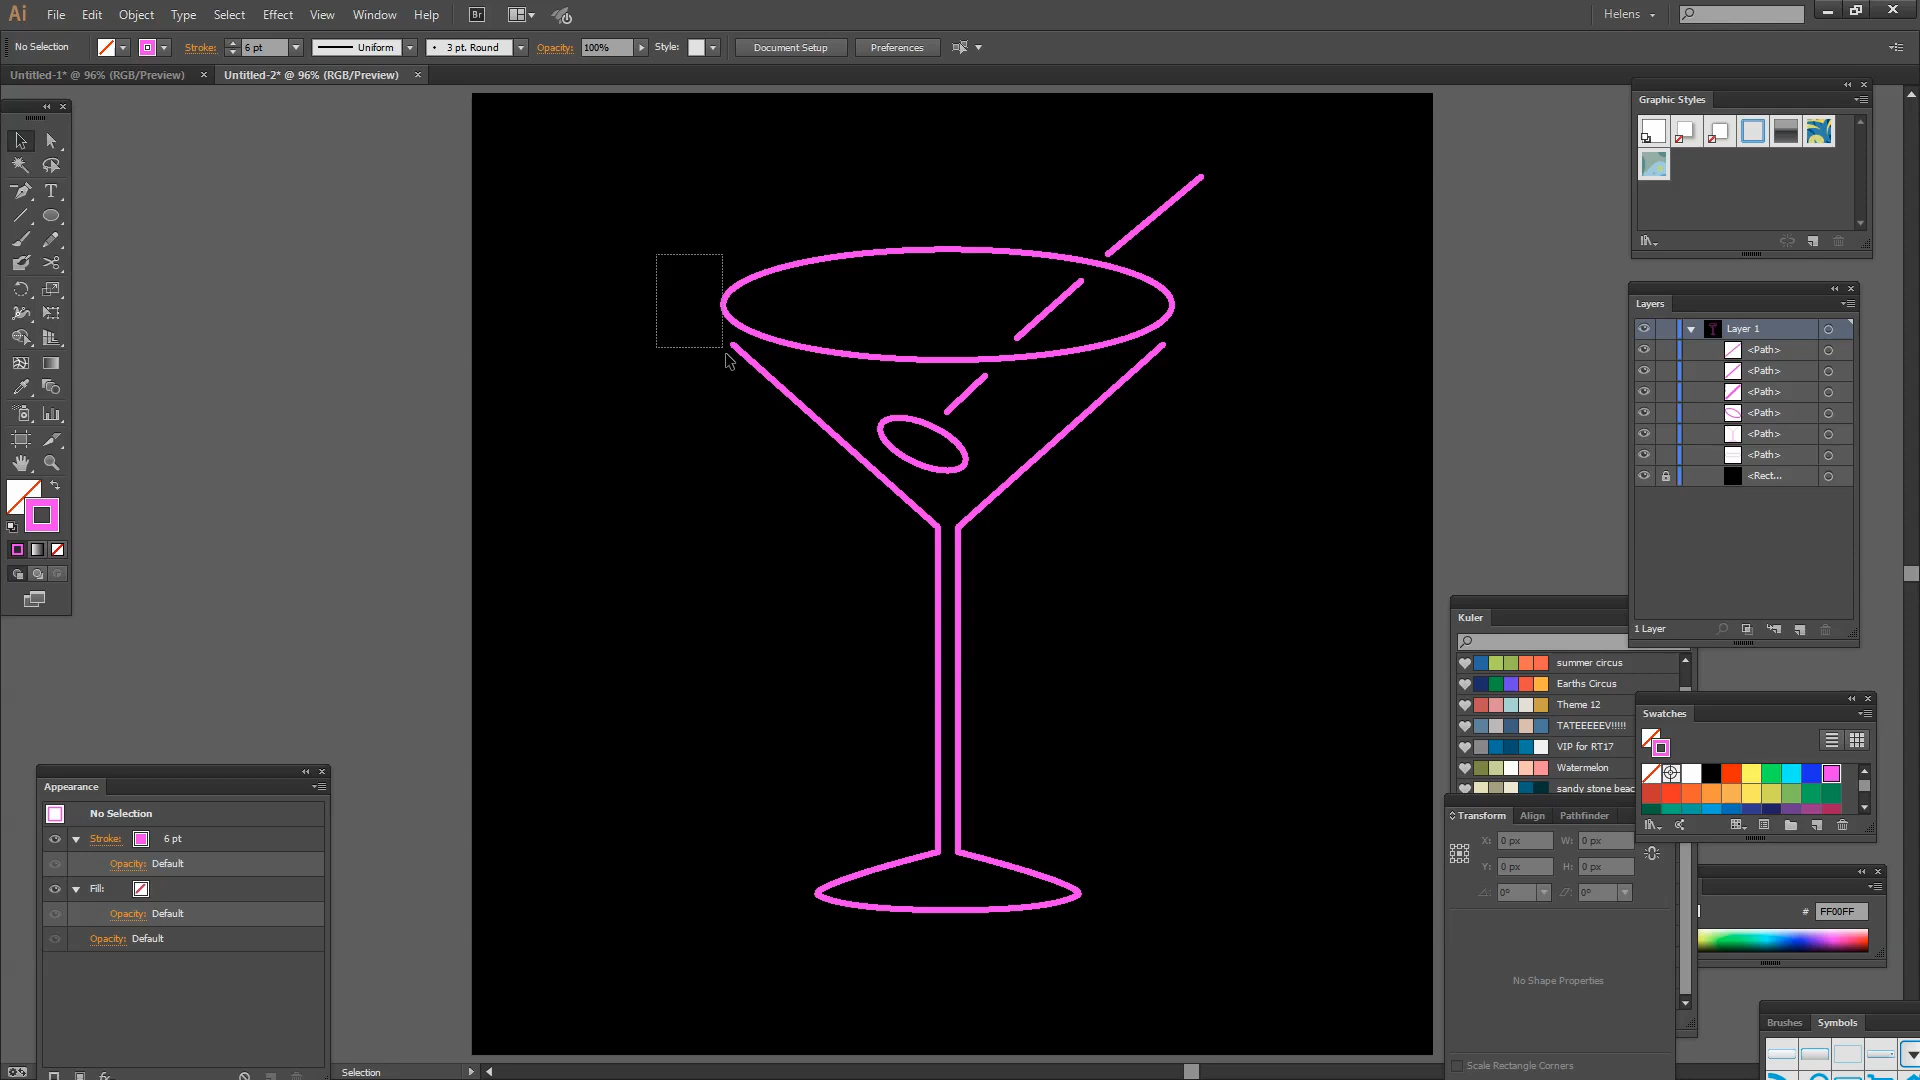 Ai File Edit Object Type Select Effect View Window Help Br Helens
No Selection Stroke: 6 pt Uniform 3 pt. Round Opacity: 100% Style: Document Setup Preferences
Untitled-1* @ 96% (RGB/Preview) Untitled-2* @ 96% (RGB/Preview)
Graphic Styles
Layers
Layer 1
<Path>
<Path>
<Path>
<Path>
<Path>
<Path>
<Rect...
1 Layer
Kuler
summer circus
Earths Circus
Theme 12
TATEEEEEV!!!!!
VIP for RT17
Watermelon
sandy stone beac
Swatches
Transform Align Pathfinder
X: 0 px W: 0 px
Y: 0 px H: 0 px
0° 0°
# FF00FF
No Shape Properties
Scale Rectangle Corners
Brushes Symbols
Appearance
No Selection
Stroke: 6 pt
Opacity: Default
Fill:
Opacity: Default
Opacity: Default
fx
Selection